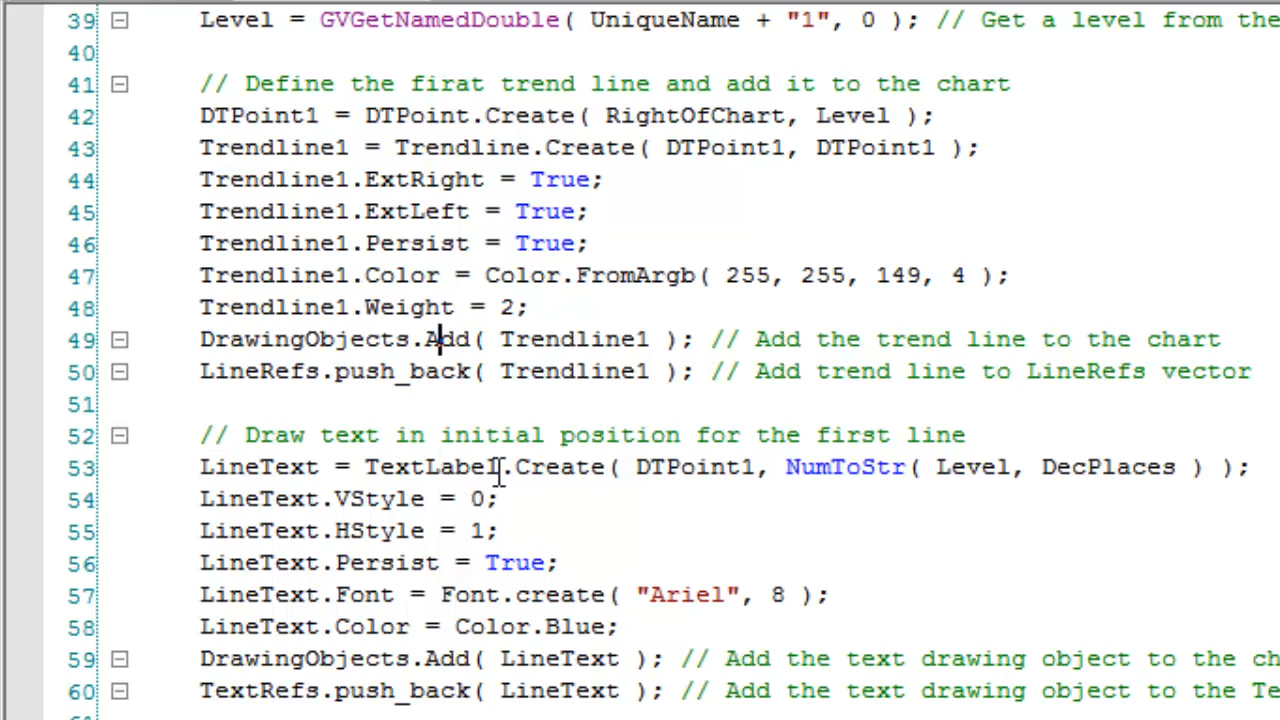 39 Level = GVGetNamedDouble( UniqueName + "1", 0 ); // Get a level from the
40
41 // Define the firat trend line and add it to the chart
42 DTPoint1 = DTPoint.Create( RightOfChart, Level );
43 Trendline1 = Trendline.Create( DTPoint1, DTPoint1 );
44 Trendline1.ExtRight = True;
45 Trendline1.ExtLeft = True;
46 Trendline1.Persist = True;
47 Trendline1.Color = Color.FromArgb( 255, 255, 149, 4 );
48 Trendline1.Weight = 2;
49 DrawingObjects.Add( Trendline1 ); // Add the trend line to the chart
50 LineRefs.push_back( Trendline1 ); // Add trend line to LineRefs vector
51
52 // Draw text in initial position for the first line
53 LineText = TextLabel.Create( DTPoint1, NumToStr( Level, DecPlaces ) );
54 LineText.VStyle = 0;
55 LineText.HStyle = 1;
56 LineText.Persist = True;
57 LineText.Font = Font.create( "Ariel", 8 );
58 LineText.Color = Color.Blue;
59 DrawingObjects.Add( LineText ); // Add the text drawing object to the ch
60 TextRefs.push_back( LineText ); // Add the text drawing object to the Te